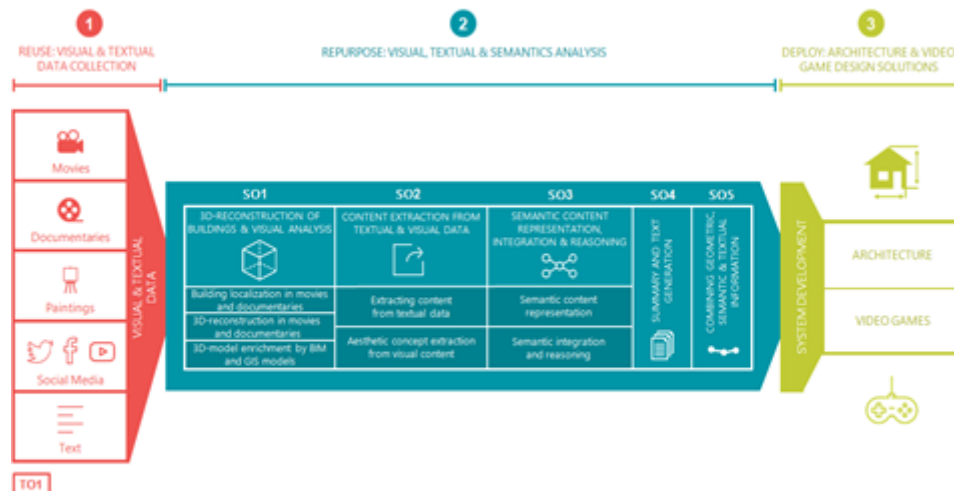 1
REUSE: VISUAL & TEXTUAL
DATA COLLECTION
2
REPURPOSE: VISUAL, TEXTUAL & SEMANTICS ANALYSIS
3
DEPLOY: ARCHITECTURE & VIDEO
GAME DESIGN SOLUTIONS
Movies
Documentaries
Paintings
Social Media
Text
VISUAL & TEXTUAL
DATA
SO1
3D-RECONSTRUCTION OF
BUILDINGS & VISUAL ANALYSIS
Building localization in movies
and documentaries
3D-reconstruction in movies
and documentaries
3D-model enrichment by BIM
and GIS models
SO2
CONTENT EXTRACTION FROM
TEXTUAL & VISUAL DATA
Extracting content
from textual data
Aesthetic concept extraction
from visual content
SO3
SEMANTIC CONTENT
REPRESENTATION,
INTEGRATION & REASONING
Semantic content
representation
Semantic integration
and reasoning
SO4
SUMMARY AND TEXT
GENERATION
SO5
COMBINING GEOMETRIC,
SEMANTIC & TEXTUAL
INFORMATION
SYSTEM DEVELOPMENT
ARCHITECTURE
VIDEO GAMES
TO1